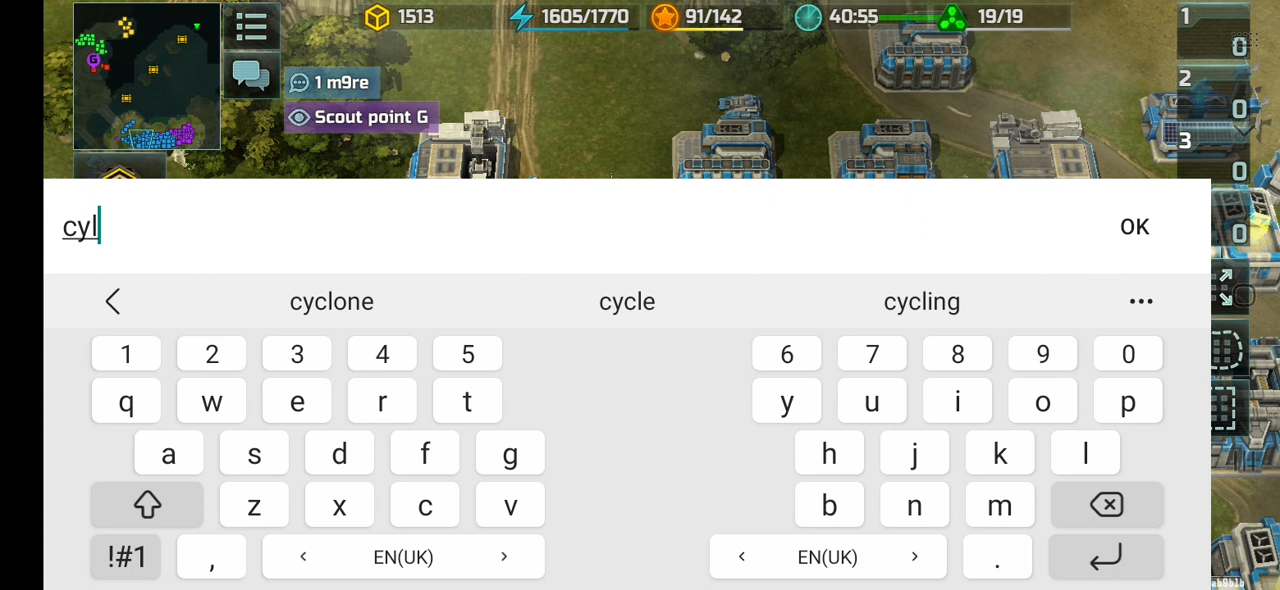 1513 1605/1770 91/142 40:55 19/19
1
0
2
0
3
0
0
G
1 m9re
Scout point G
cyl
OK
cyclone cycle cycling
1 2 3 4 5 6 7 8 9 0
q w e r t y u i o p
a s d f g h j k l
z x c v b n m
!#1 , < EN(UK) > < EN(UK) > .